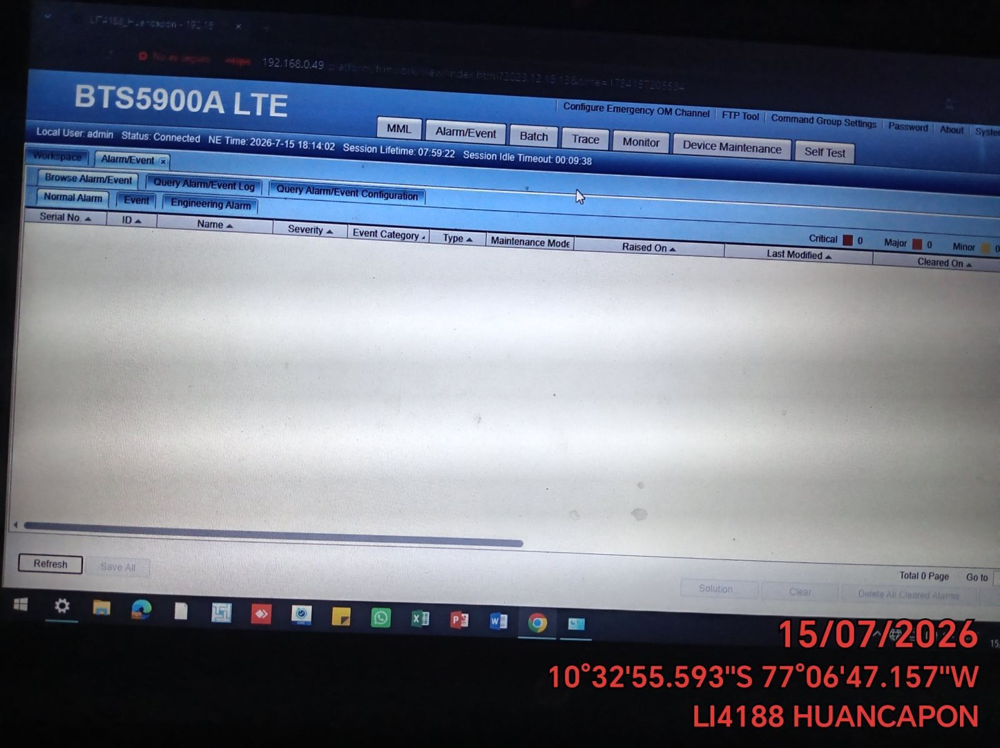 No es seguro https 192.168.0.49
BTS5900A LTE
Configure Emergency OM Channel FTP Tool Command Group Settings Password About
MML Alarm/Event Batch Trace Monitor Device Maintenance Self Test
Local User: admin Status: Connected NE Time: 2026-7-15 18:14:02 Session Lifetime: 07:59:22 Session Idle Timeout: 00:09:38
Workspace Alarm/Event
Browse Alarm/Event Query Alarm/Event Log Query Alarm/Event Configuration
Normal Alarm Event Engineering Alarm
Critical 0 Major 0 Minor 0
Serial No. ID Name Severity Event Category Type Maintenance Mode Raised On Last Modified Cleared On
Total 0 Page Go to
Refresh Save All Solution Clear Delete All Cleared Alarms
15/07/2026
10°32'55.593"S 77°06'47.157"W
LI4188 HUANCAPON